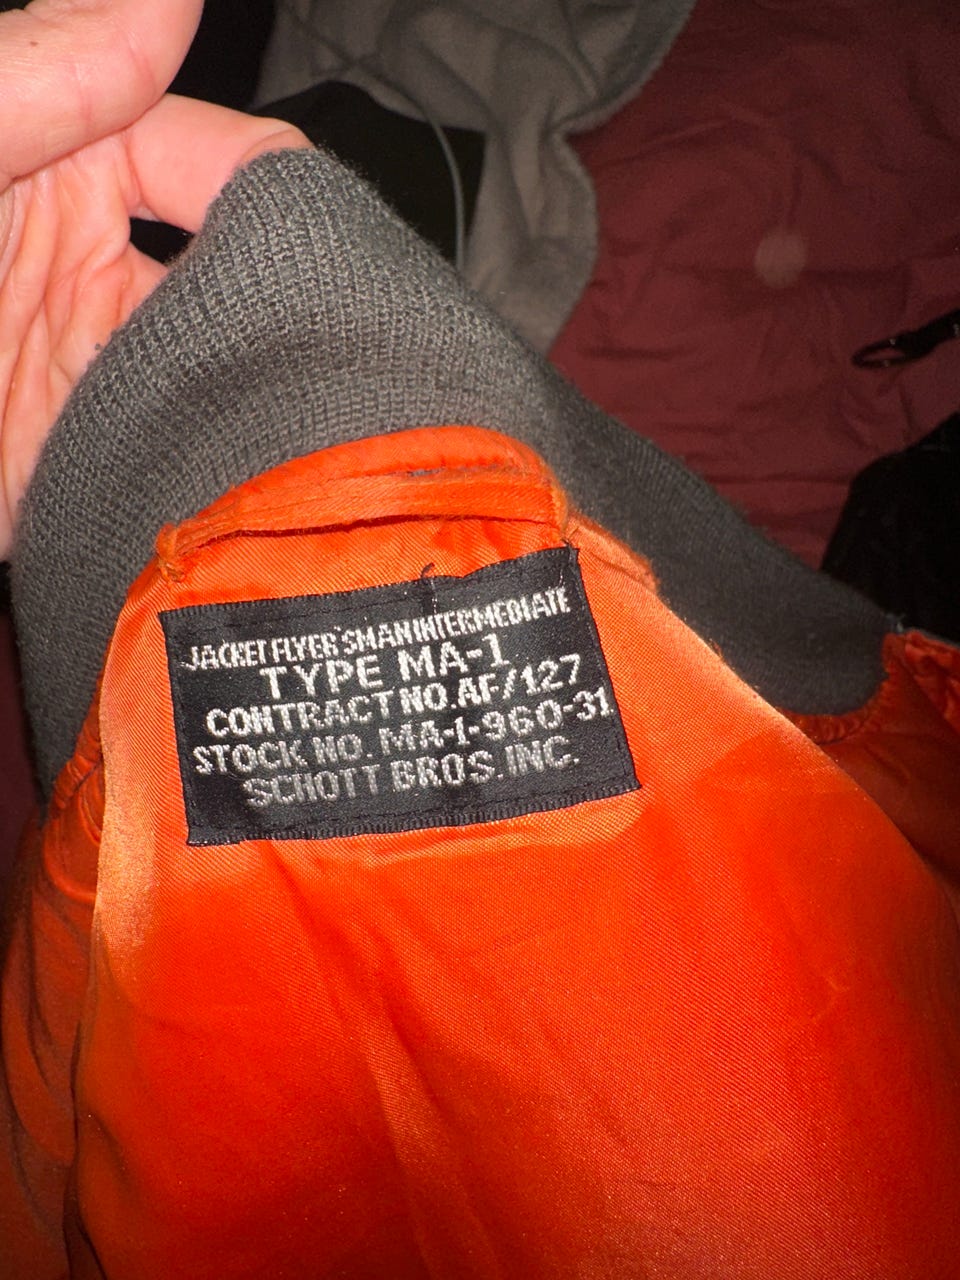 JACKET FLYER'SMAN INTERMEDIATE
TYPE MA-1
CONTRACT NO. AF/127
STOCK NO. MA-1-960-31
SCHOTT BROS. INC.